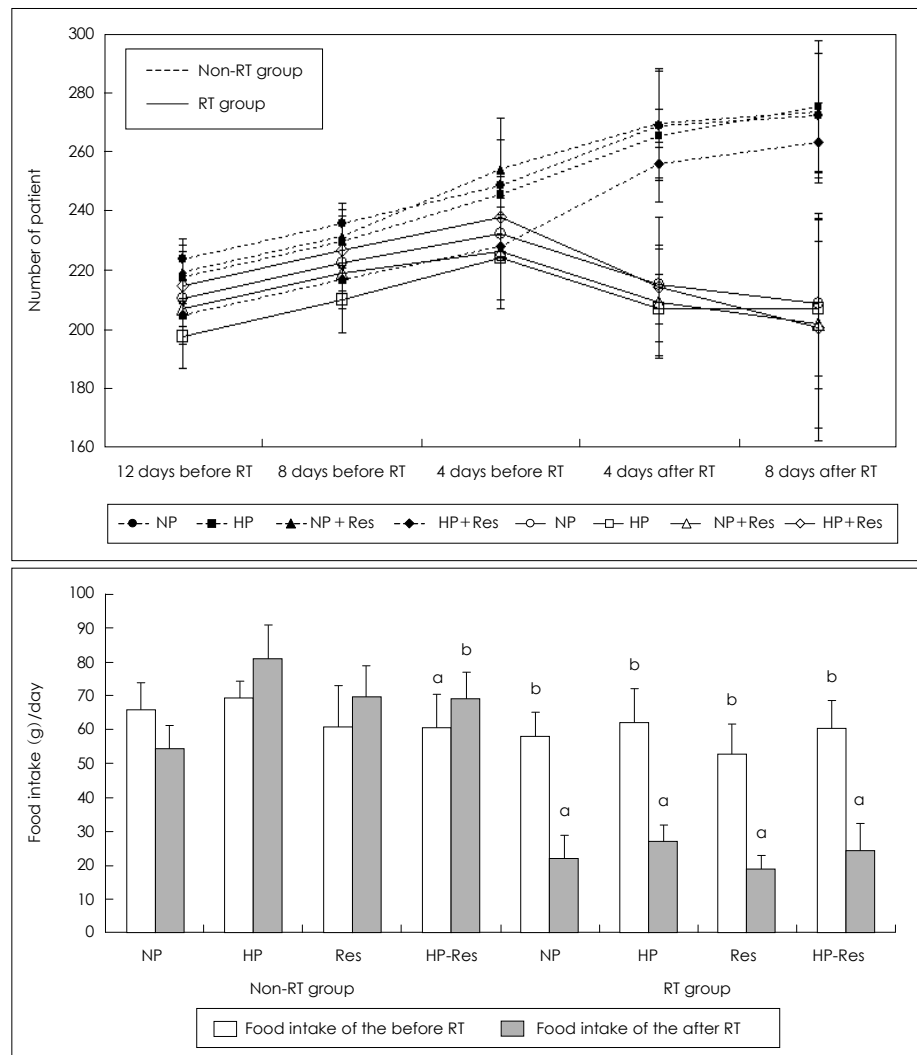 300
280
260
240
220
200
180
160
Number of patient
Non-RT group
RT group
12 days before RT 8 days before RT 4 days before RT 4 days after RT 8 days after RT
NP HP NP+Res HP+Res NP HP NP+Res HP+Res
100
90
80
70
60
50
40
30
20
10
0
Food intake (g)/day
a b b a b a b a b a
NP HP Res HP-Res NP HP Res HP-Res
Non-RT group RT group
Food intake of the before RT Food intake of the after RT